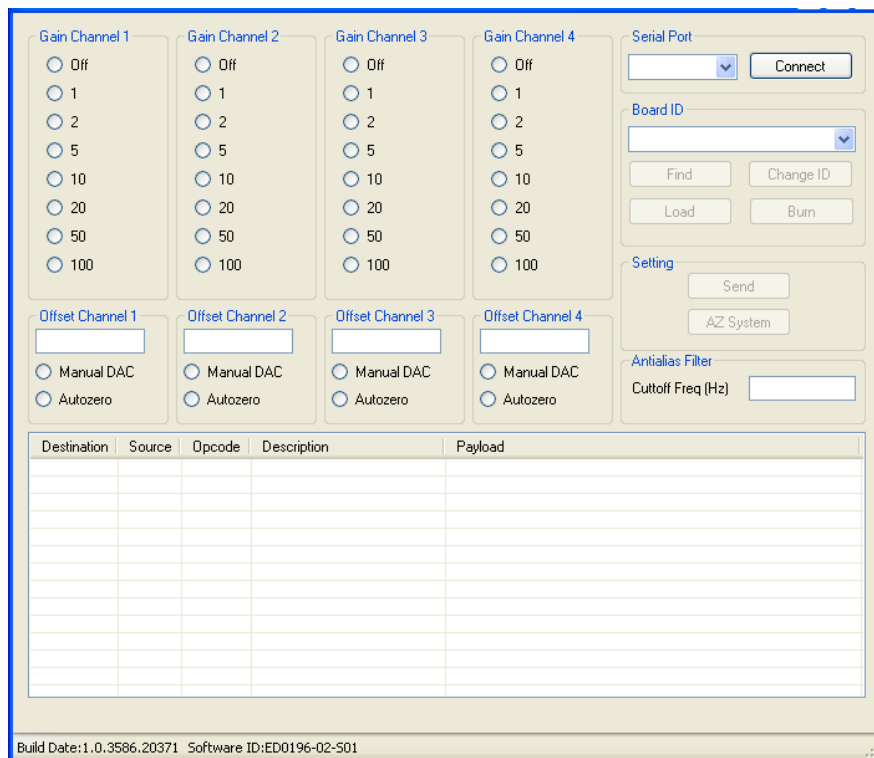 Gain Channel 1
Off
1
2
5
10
20
50
100
Gain Channel 2
Off
1
2
5
10
20
50
100
Gain Channel 3
Off
1
2
5
10
20
50
100
Gain Channel 4
Off
1
2
5
10
20
50
100
Serial Port
Connect
Board ID
Find Change ID
Load Burn
Setting
Send
AZ System
Offset Channel 1
Manual DAC
Autozero
Offset Channel 2
Manual DAC
Autozero
Offset Channel 3
Manual DAC
Autozero
Offset Channel 4
Manual DAC
Autozero
Antialias Filter
Cuttoff Freq (Hz)
Destination Source Opcode Description Payload
Build Date:1.0.3586.20371 Software ID:ED0196-02-S01